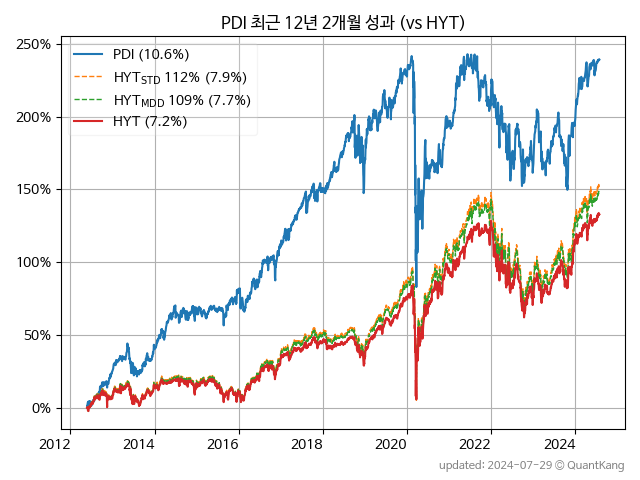 PDI 최근 12년 2개월 성과 (vs HYT)
250%
200%
150%
100%
50%
0%
PDI (10.6%)
HYT_STD 112% (7.9%)
HYT_MDD 109% (7.7%)
HYT (7.2%)
2012 2014 2016 2018 2020 2022 2024
updated: 2024-07-29 © QuantKang